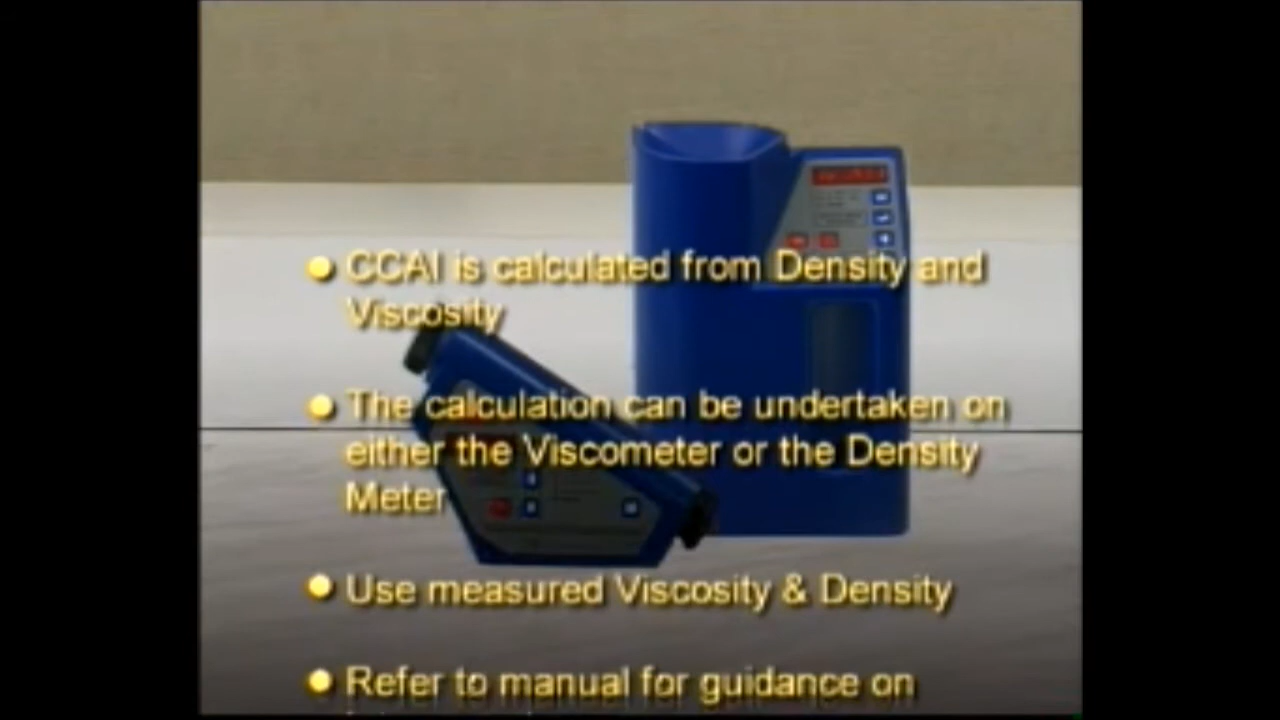 CCAI is calculated from Density and
Viscosity
The calculation can be undertaken on
either the Viscometer or the Density
Meter
Use measured Viscosity & Density
Refer to manual for guidance on